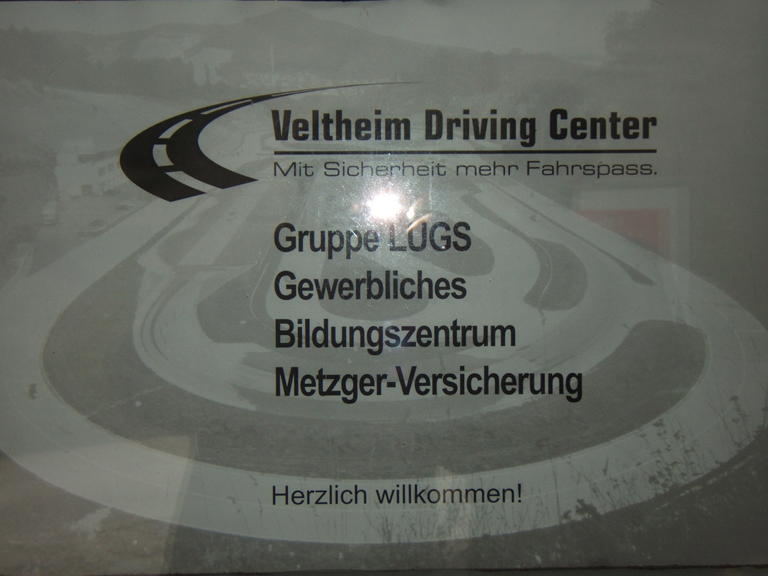 Veltheim Driving Center
Mit Sicherheit mehr Fahrspass.
Gruppe LUGS
Gewerbliches
Bildungszentrum
Metzger-Versicherung
Herzlich willkommen!